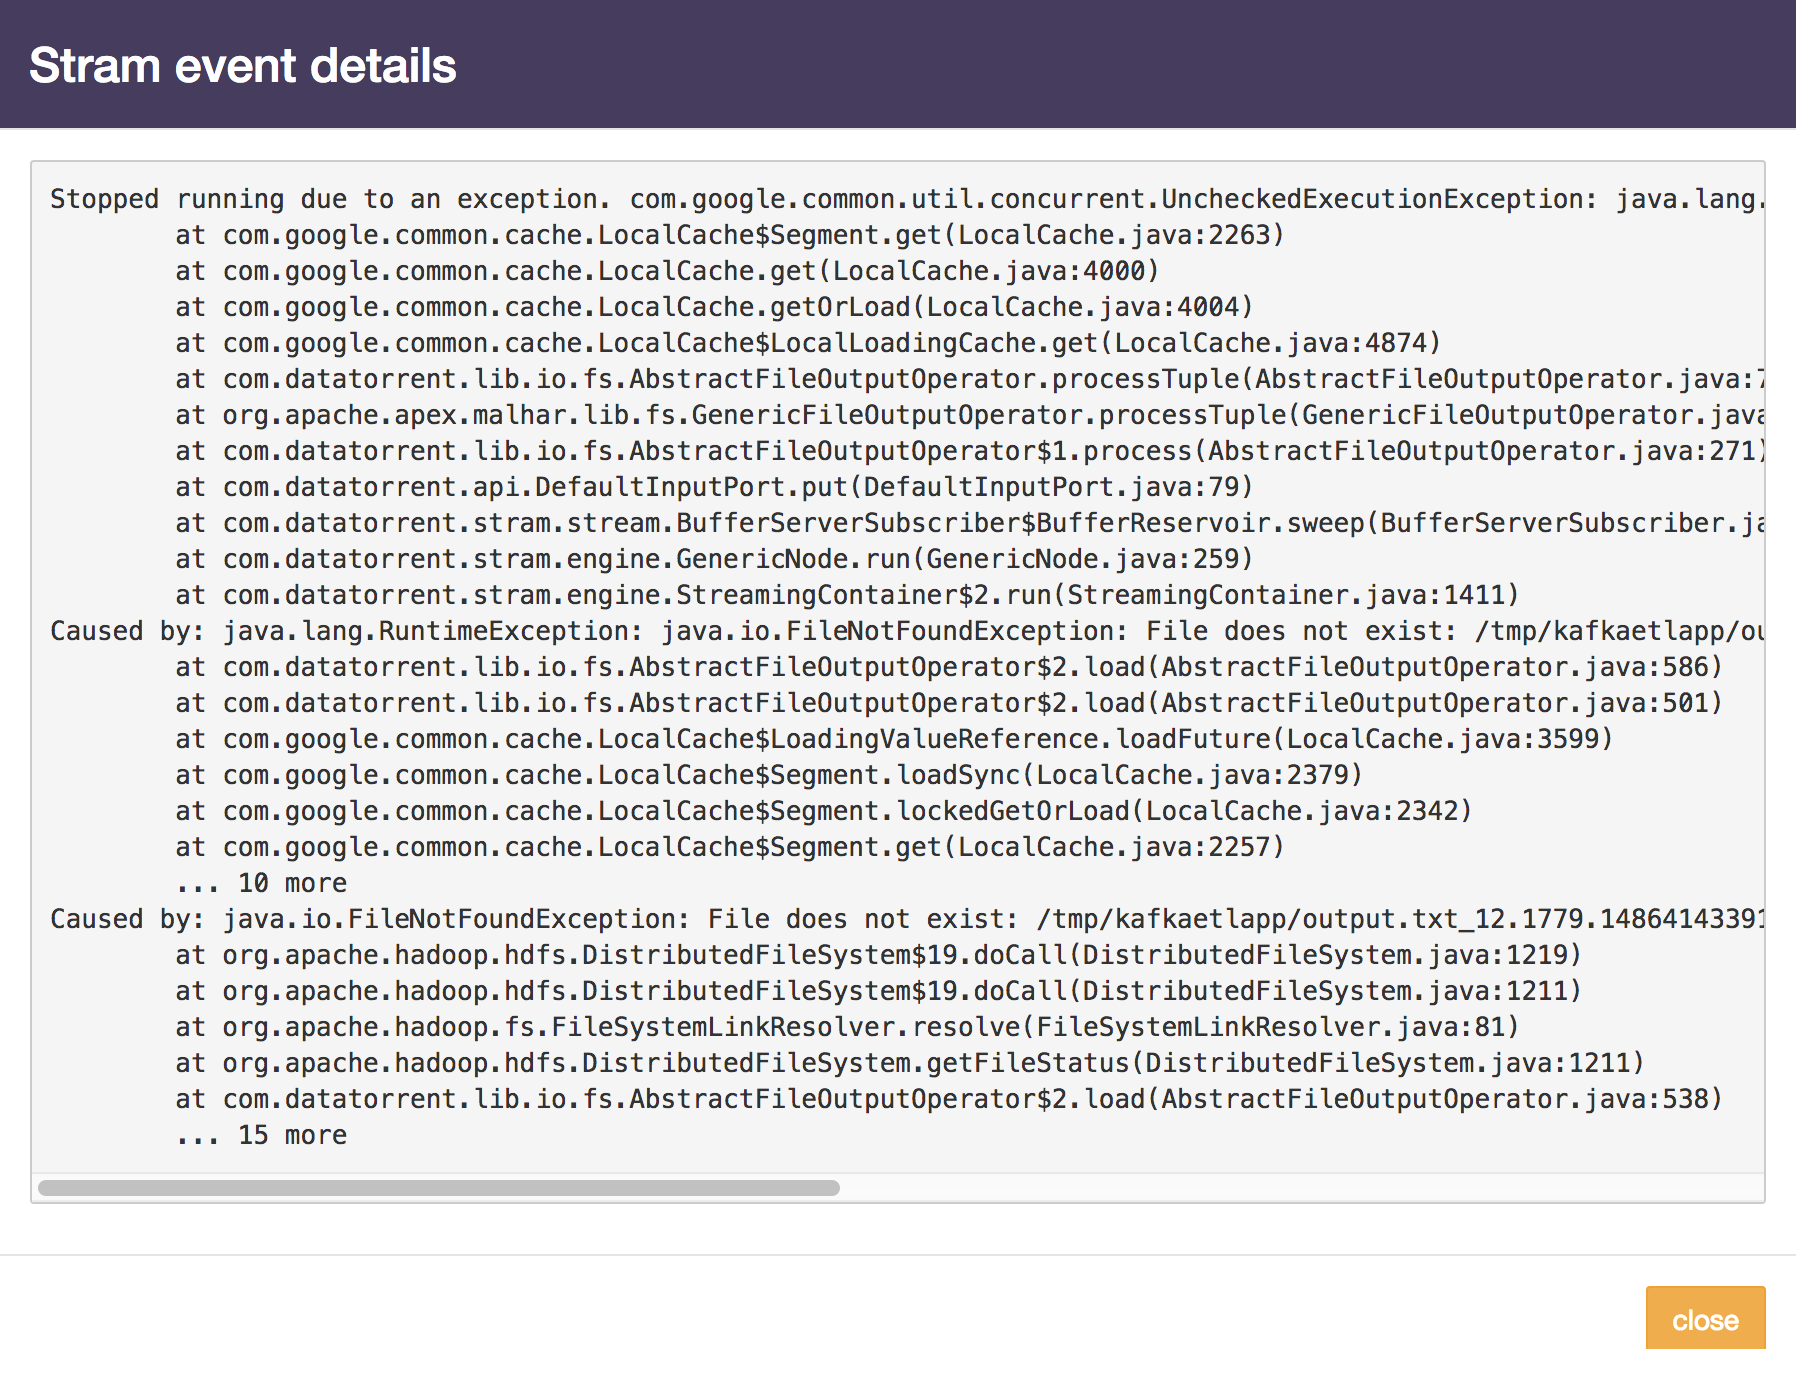 Stram event details
Stopped running due to an exception. com.google.common.util.concurrent.UncheckedExecutionException: java.lang.
at com.google.common.cache.LocalCache$Segment.get(LocalCache.java:2263)
at com.google.common.cache.LocalCache.get(LocalCache.java:4000)
at com.google.common.cache.LocalCache.getOrLoad(LocalCache.java:4004)
at com.google.common.cache.LocalCache$LocalLoadingCache.get(LocalCache.java:4874)
at com.datatorrent.lib.io.fs.AbstractFileOutputOperator.processTuple(AbstractFileOutputOperator.java:7
at org.apache.apex.malhar.lib.fs.GenericFileOutputOperator.processTuple(GenericFileOutputOperator.java
at com.datatorrent.lib.io.fs.AbstractFileOutputOperator$1.process(AbstractFileOutputOperator.java:271)
at com.datatorrent.api.DefaultInputPort.put(DefaultInputPort.java:79)
at com.datatorrent.stram.stream.BufferServerSubscriber$BufferReservoir.sweep(BufferServerSubscriber.ja
at com.datatorrent.stram.engine.GenericNode.run(GenericNode.java:259)
at com.datatorrent.stram.engine.StreamingContainer$2.run(StreamingContainer.java:1411)
Caused by: java.lang.RuntimeException: java.io.FileNotFoundException: File does not exist: /tmp/kafkaetlapp/ou
at com.datatorrent.lib.io.fs.AbstractFileOutputOperator$2.load(AbstractFileOutputOperator.java:586)
at com.datatorrent.lib.io.fs.AbstractFileOutputOperator$2.load(AbstractFileOutputOperator.java:501)
at com.google.common.cache.LocalCache$LoadingValueReference.loadFuture(LocalCache.java:3599)
at com.google.common.cache.LocalCache$Segment.loadSync(LocalCache.java:2379)
at com.google.common.cache.LocalCache$Segment.lockedGetOrLoad(LocalCache.java:2342)
at com.google.common.cache.LocalCache$Segment.get(LocalCache.java:2257)
... 10 more
Caused by: java.io.FileNotFoundException: File does not exist: /tmp/kafkaetlapp/output.txt_12.1779.14864143391
at org.apache.hadoop.hdfs.DistributedFileSystem$19.doCall(DistributedFileSystem.java:1219)
at org.apache.hadoop.hdfs.DistributedFileSystem$19.doCall(DistributedFileSystem.java:1211)
at org.apache.hadoop.fs.FileSystemLinkResolver.resolve(FileSystemLinkResolver.java:81)
at org.apache.hadoop.hdfs.DistributedFileSystem.getFileStatus(DistributedFileSystem.java:1211)
at com.datatorrent.lib.io.fs.AbstractFileOutputOperator$2.load(AbstractFileOutputOperator.java:538)
... 15 more
close